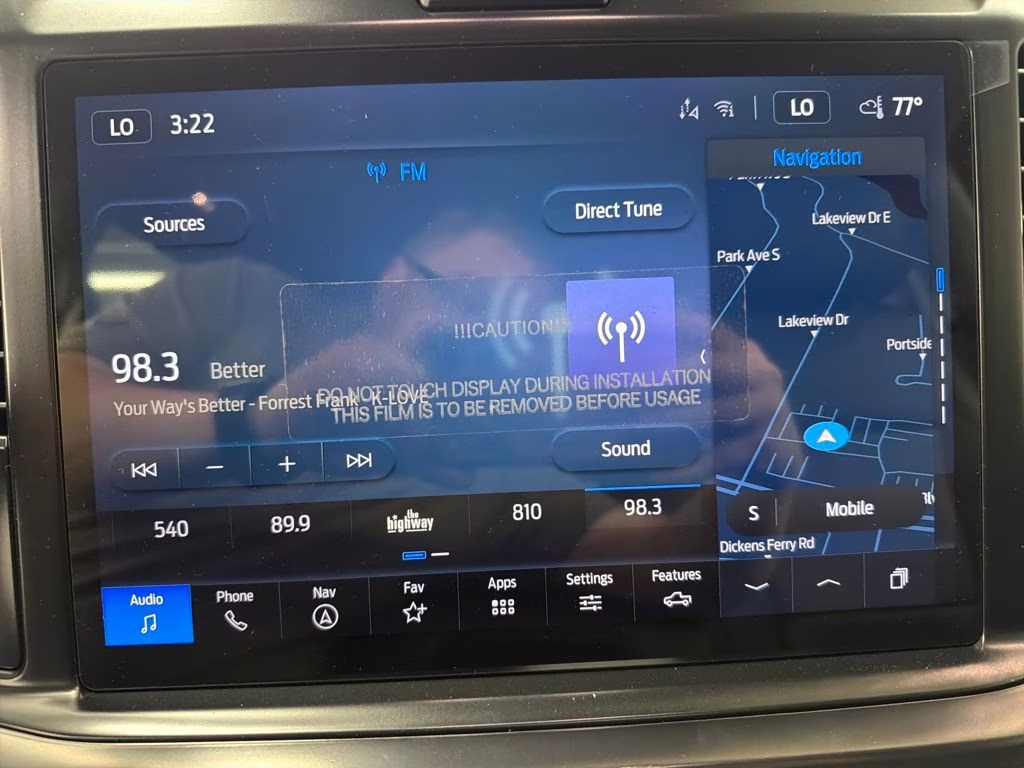 LO 3:22
LO 77°
FM
Navigation
Sources
Direct Tune
Lakeview Dr E
Park Ave S
!!!CAUTION!!!
Lakeview Dr
Portside
98.3 Better
DO NOT TOUCH DISPLAY DURING INSTALLATION
THIS FILM IS TO BE REMOVED BEFORE USAGE
Your Way's Better - Forrest Frank K-LOVE
Sound
S Mobile
540 89.9 the highway 810 98.3
Dickens Ferry Rd
Audio Phone Nav Fav Apps Settings Features